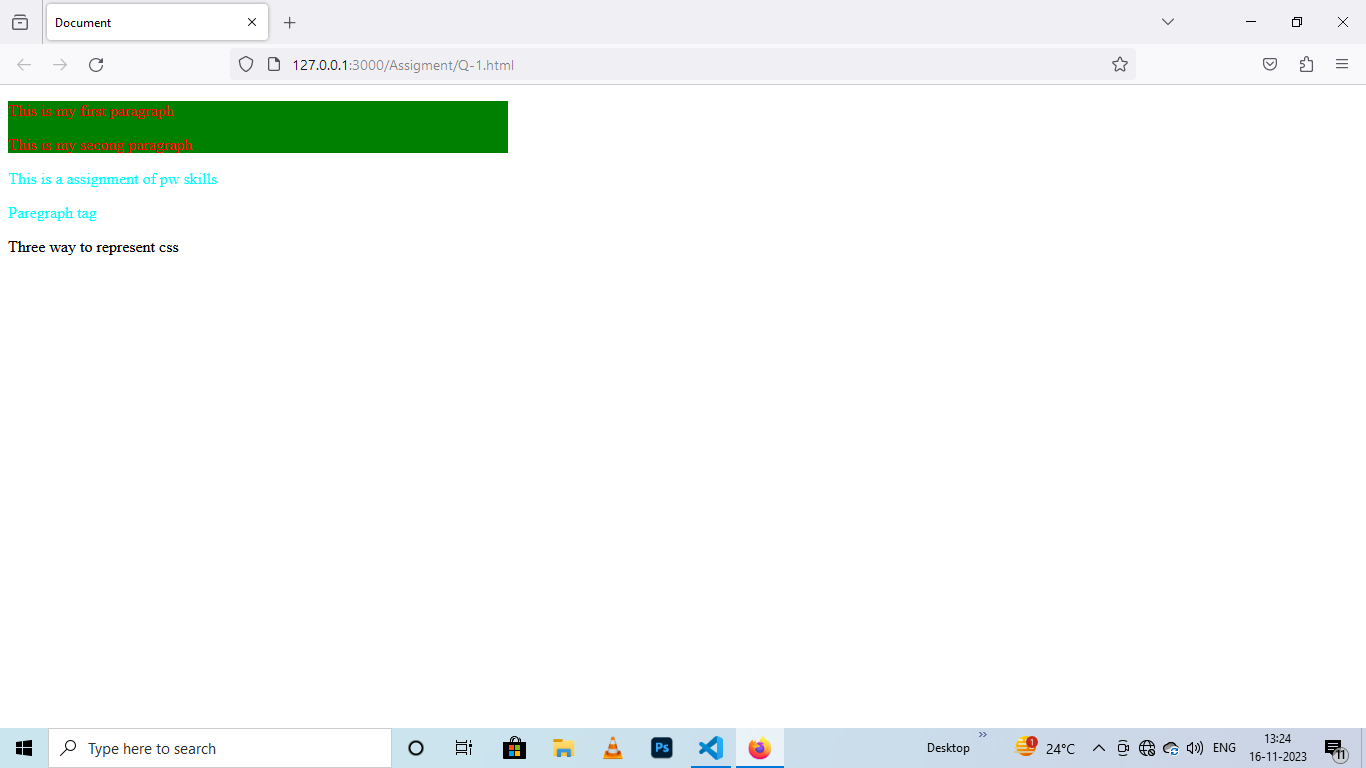 Document
127.0.0.1:3000/Assigment/Q-1.html
This is my first paragraph
This is my secong paragraph
This is a assignment of pw skills
Paregraph tag
Three way to represent css
Type here to search
Ps
Desktop
1
24°C
ENG
13:24
16-11-2023
11